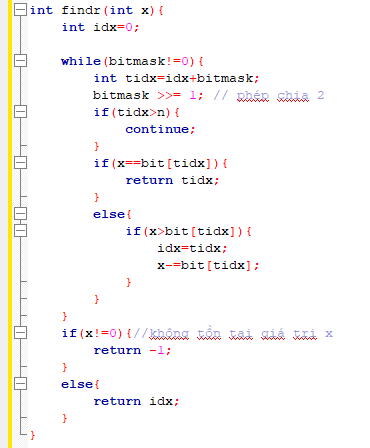 int findr(int x){
    int idx=0;

    while(bitmask!=0){
        int tidx=idx+bitmask;
        bitmask >>= 1; // phép chia 2
        if(tidx>n){
            continue;
        }
        if(x==bit[tidx]){
            return tidx;
        }
        else{
            if(x>bit[tidx]){
                idx=tidx;
                x-=bit[tidx];
            }
        }
    }
    if(x!=0){//không tồn tại giá trị x
        return -1;
    }
    else{
        return idx;
    }
}